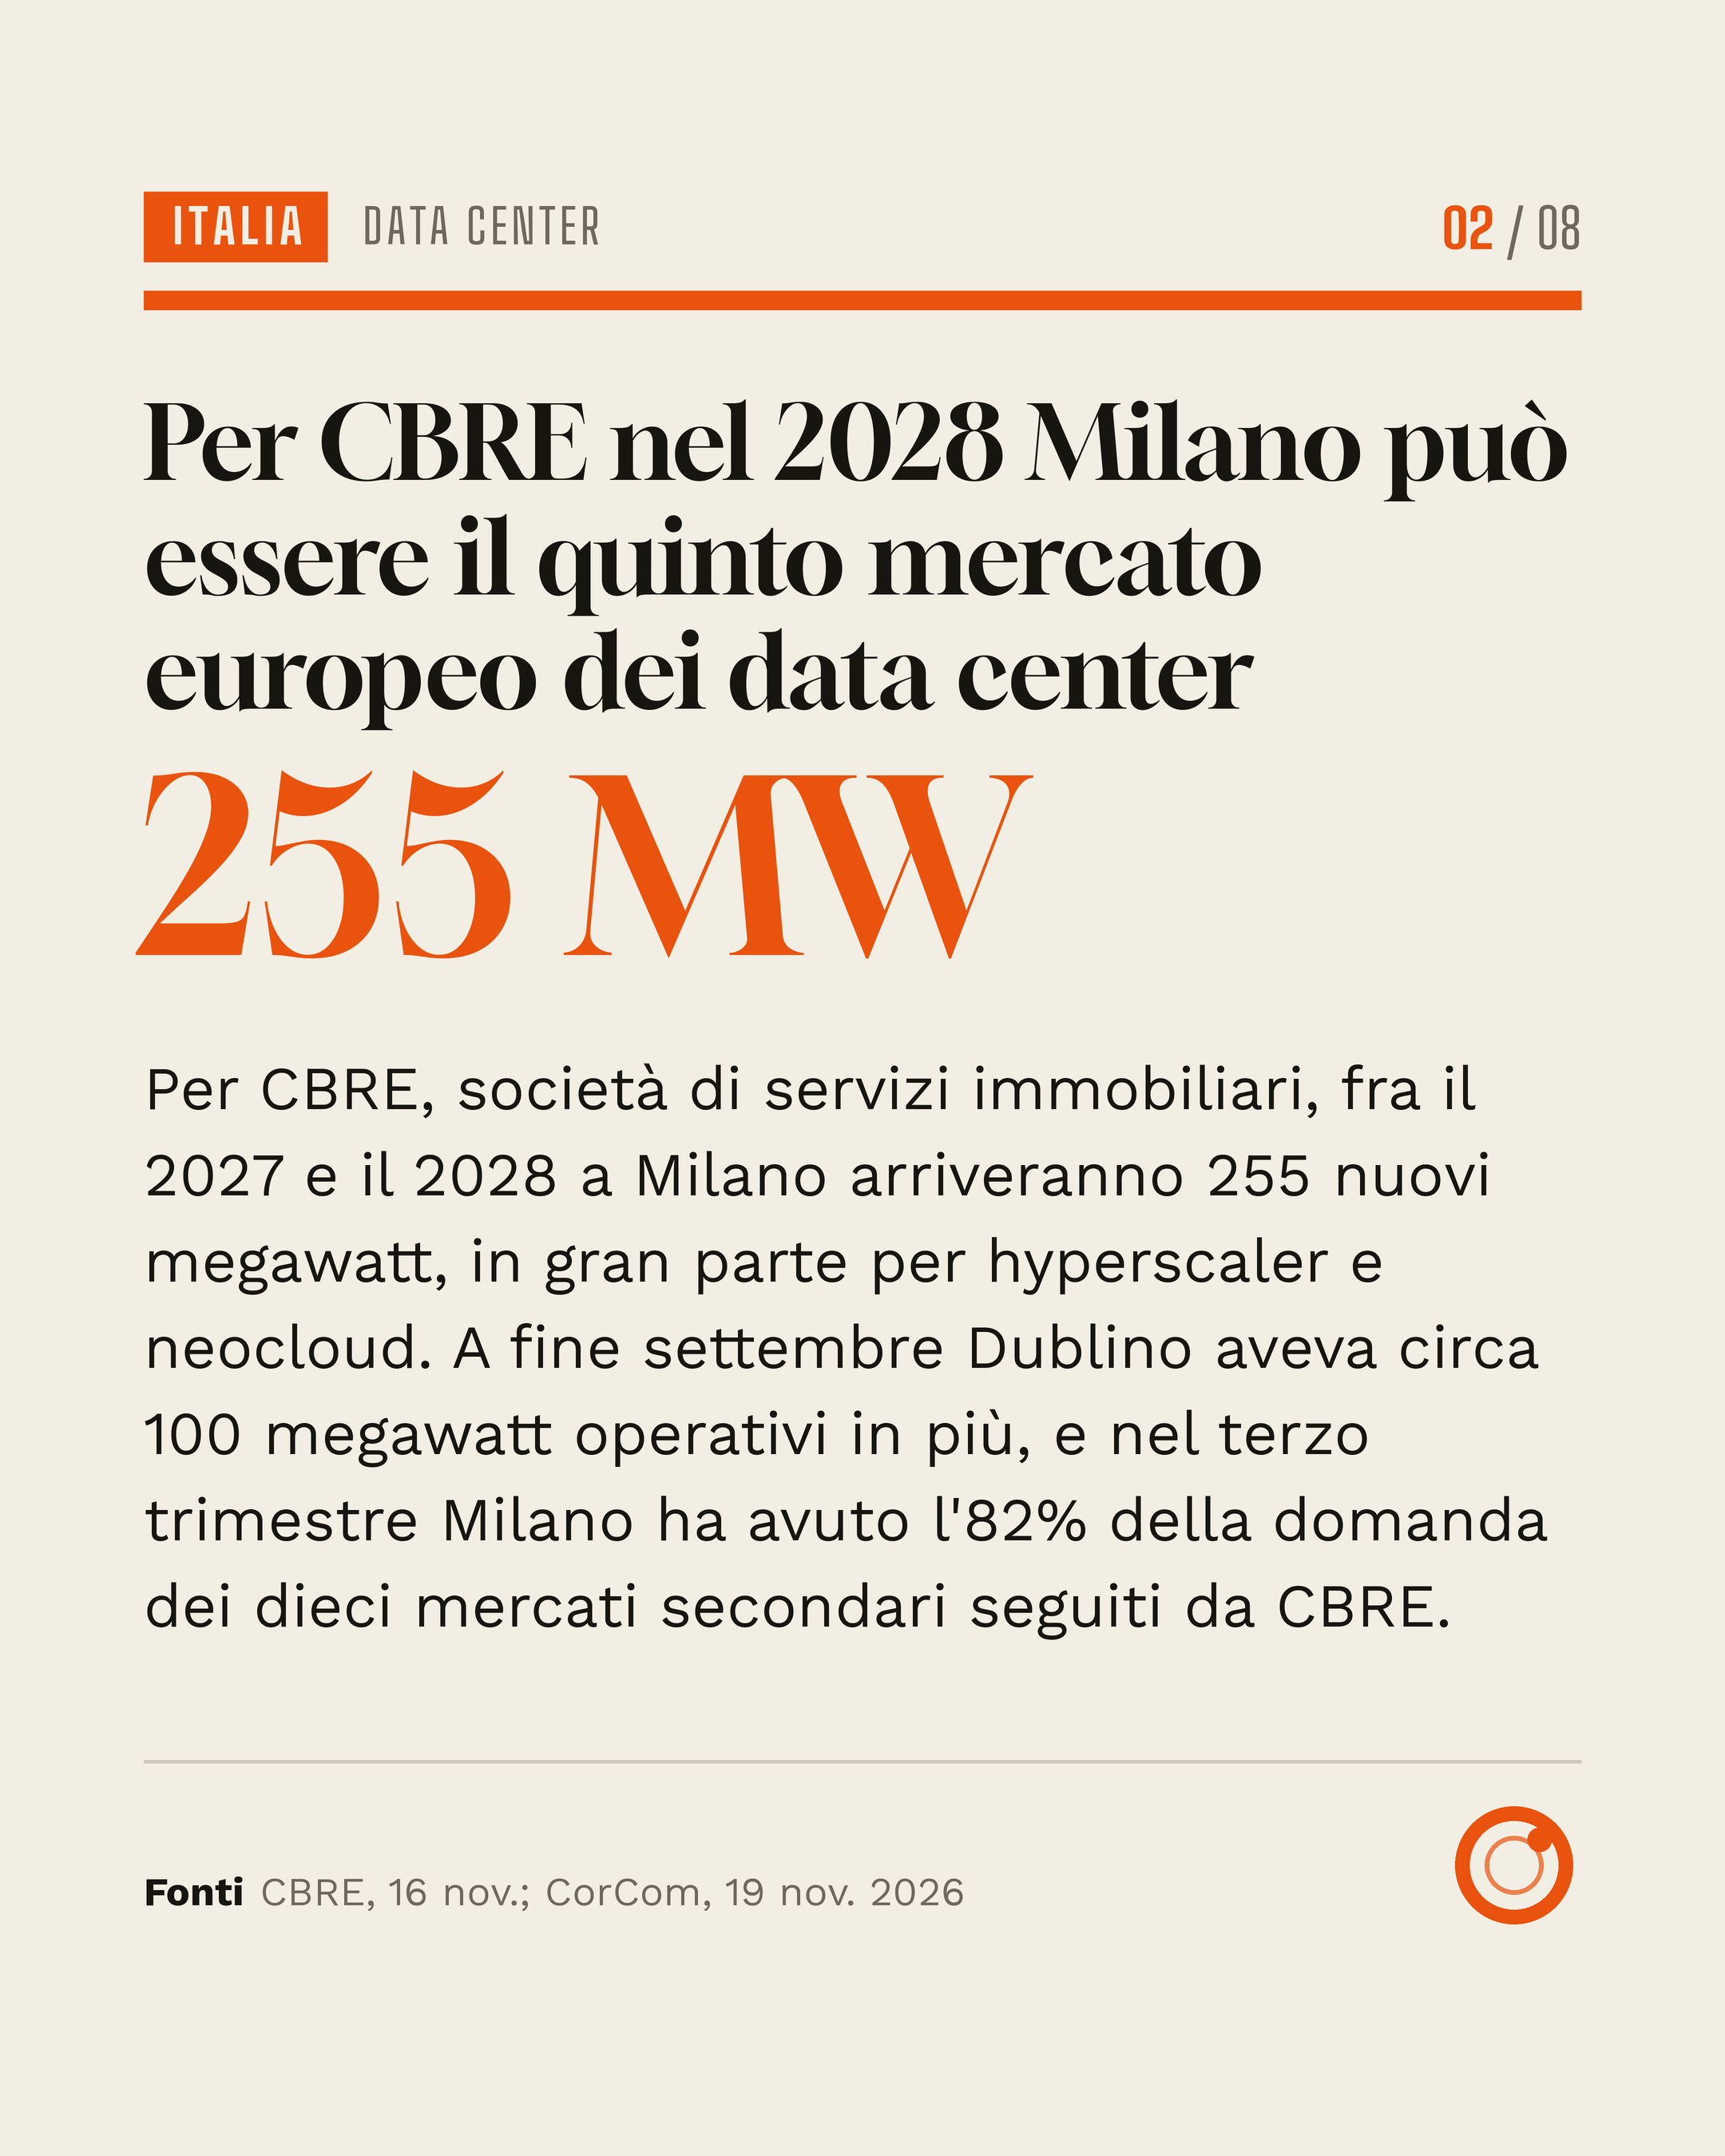 ITALIA DATA CENTER 02 / 08
Per CBRE nel 2028 Milano può
essere il quinto mercato
europeo dei data center
255 MW
Per CBRE, società di servizi immobiliari, fra il
2027 e il 2028 a Milano arriveranno 255 nuovi
megawatt, in gran parte per hyperscaler e
neocloud. A fine settembre Dublino aveva circa
100 megawatt operativi in più, e nel terzo
trimestre Milano ha avuto l'82% della domanda
dei dieci mercati secondari seguiti da CBRE.
Fonti CBRE, 16 nov.; CorCom, 19 nov. 2026